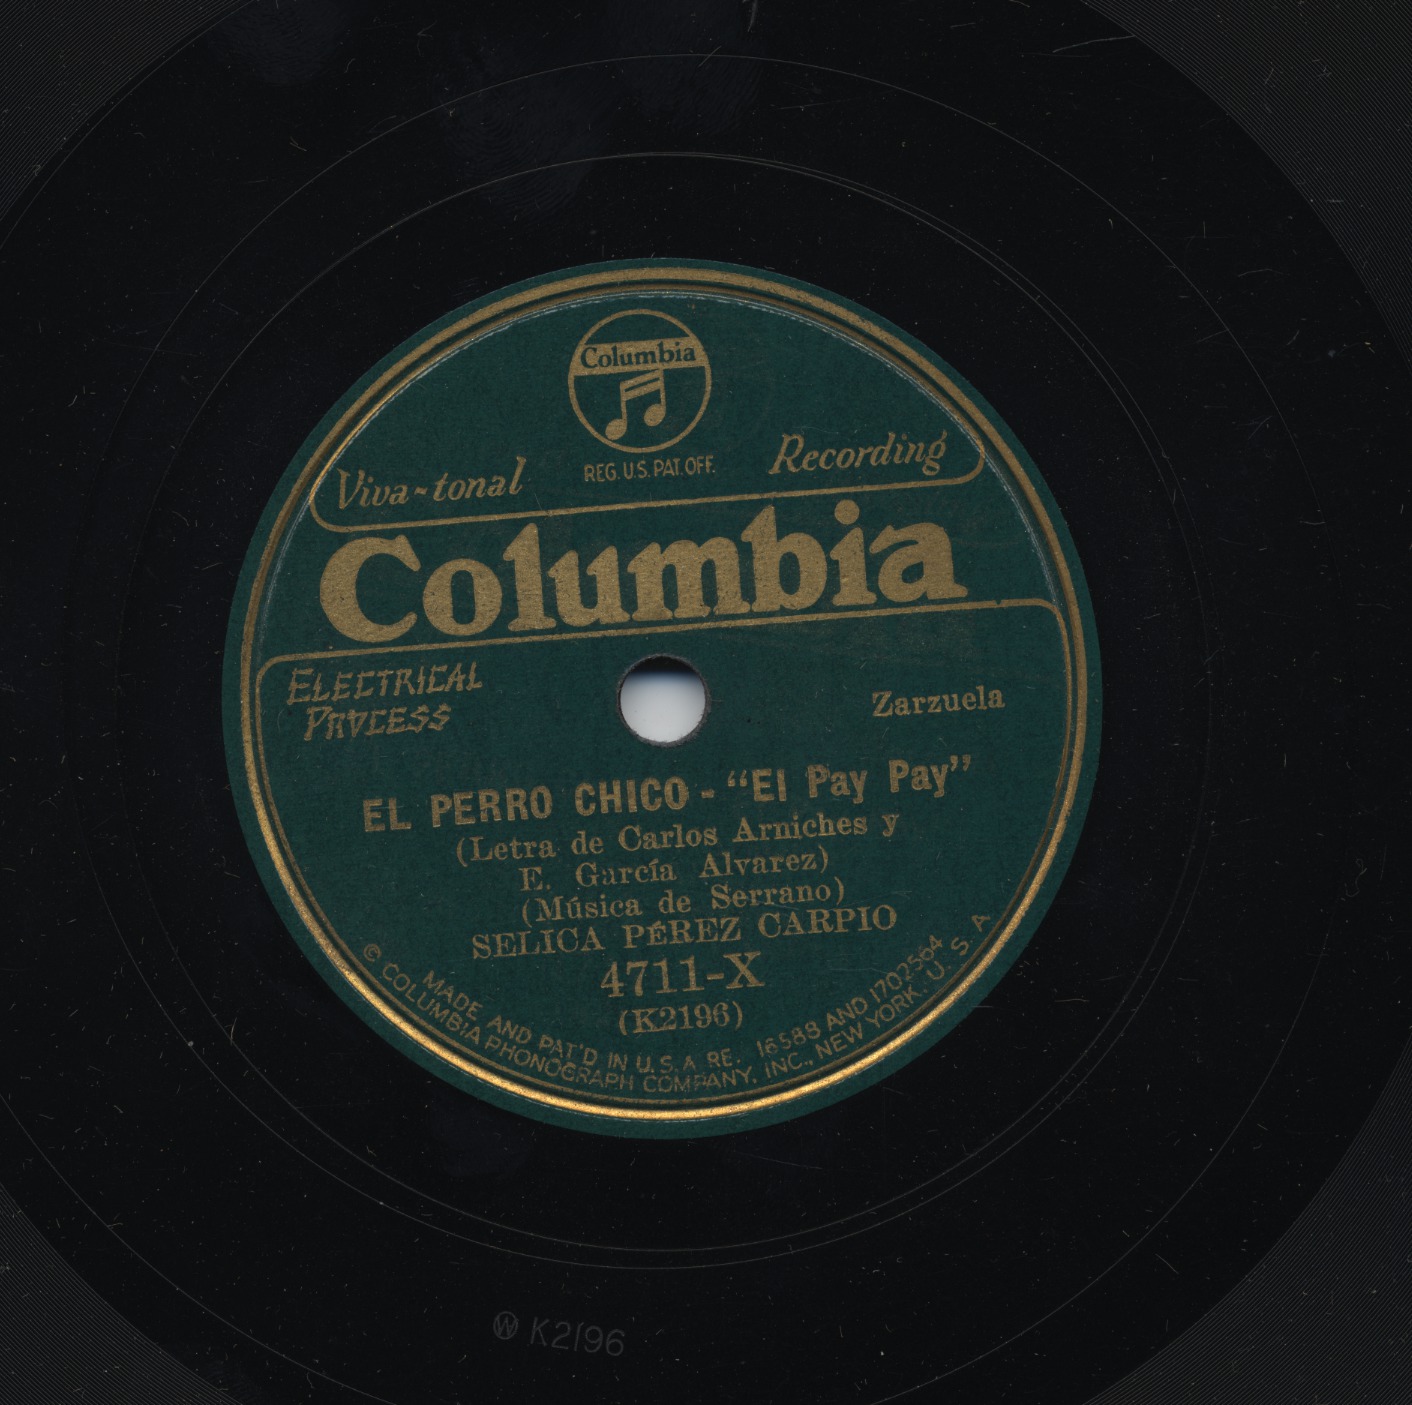 Columbia
REG. U.S. PAT. OFF.
Viva-tonal Recording
Columbia
ELECTRICAL
PROCESS
Zarzuela
EL PERRO CHICO - "El Pay Pay"
(Letra de Carlos Arniches y
E. García Alvarez)
(Música de Serrano)
SELICA PÉREZ CARPIO
4711-X
(K2196)
MADE AND PAT'D IN U.S.A. RE. 16588 AND 1702564
© COLUMBIA PHONOGRAPH COMPANY, INC., NEW YORK. U. S. A
W K2196